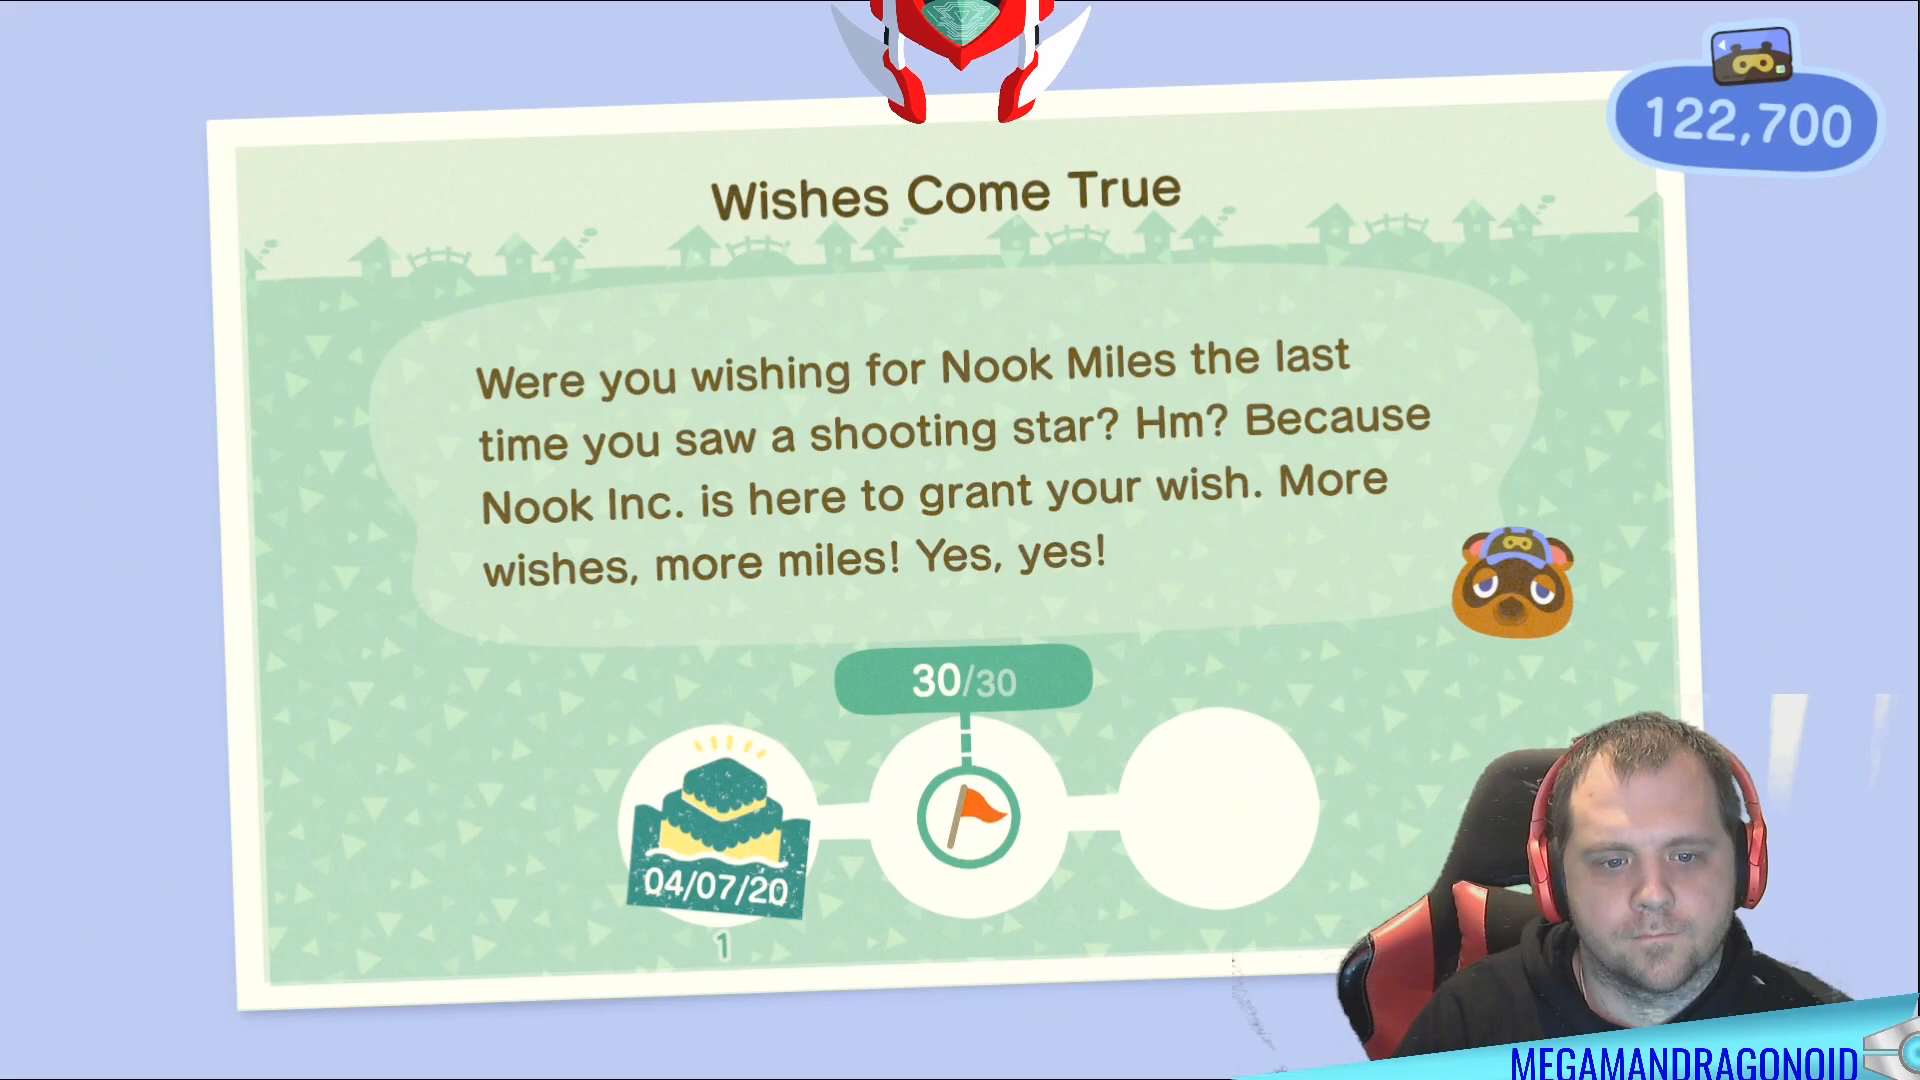 122,700
Wishes Come True
Were you wishing for Nook Miles the last
time you saw a shooting star? Hm? Because
Nook Inc. is here to grant your wish. More
wishes, more miles! Yes, yes!
30/30
04/07/20
1
MEGAMANDRAGONOID